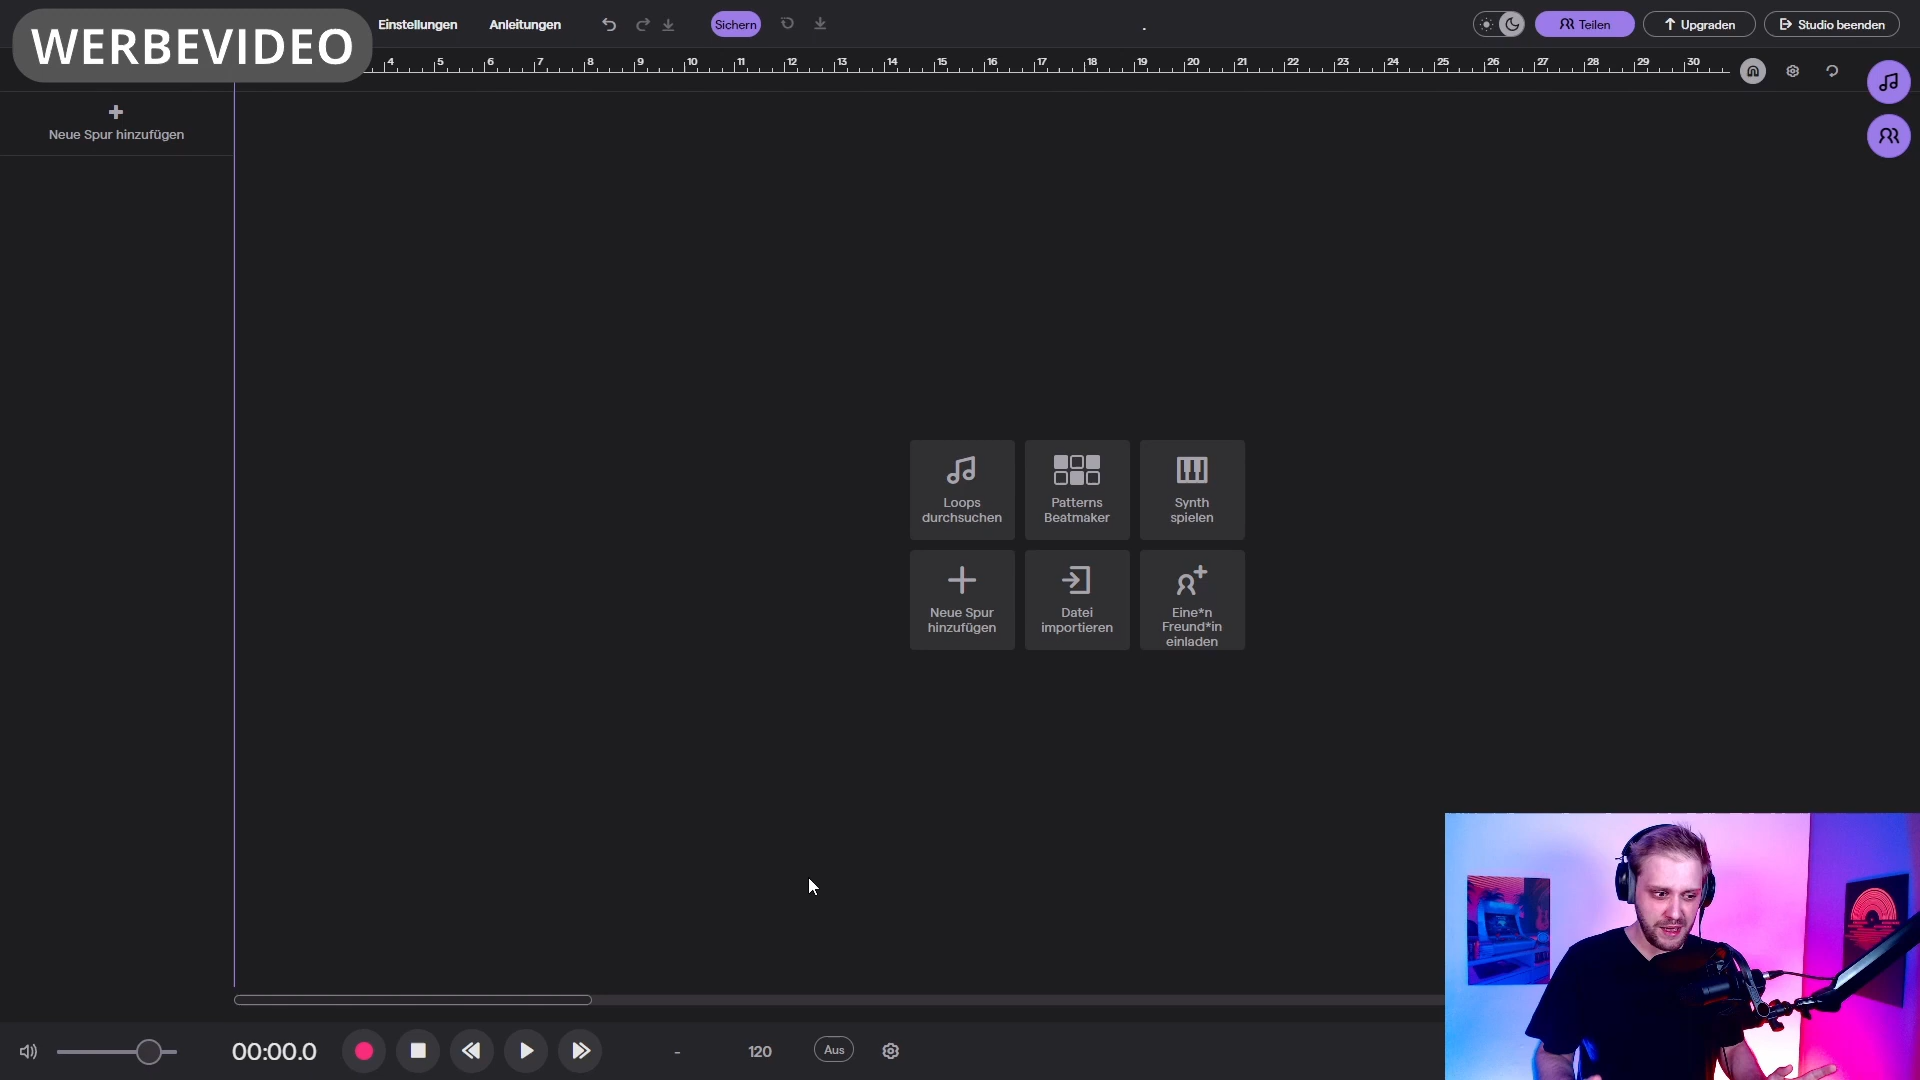 WERBEVIDEO
Einstellungen
Anleitungen
Sichern
.
Teilen
Upgraden
Studio beenden
4 5 6 7 8 9 10 11 12 13 14 15 16 17 18 19 20 21 22 23 24 25 26 27 28 29 30
Neue Spur hinzufügen
Loops
durchsuchen
Patterns
Beatmaker
Synth
spielen
Neue Spur
hinzufügen
Datei
importieren
Eine*n
Freund*in
einladen
00:00.0
-
120
Aus